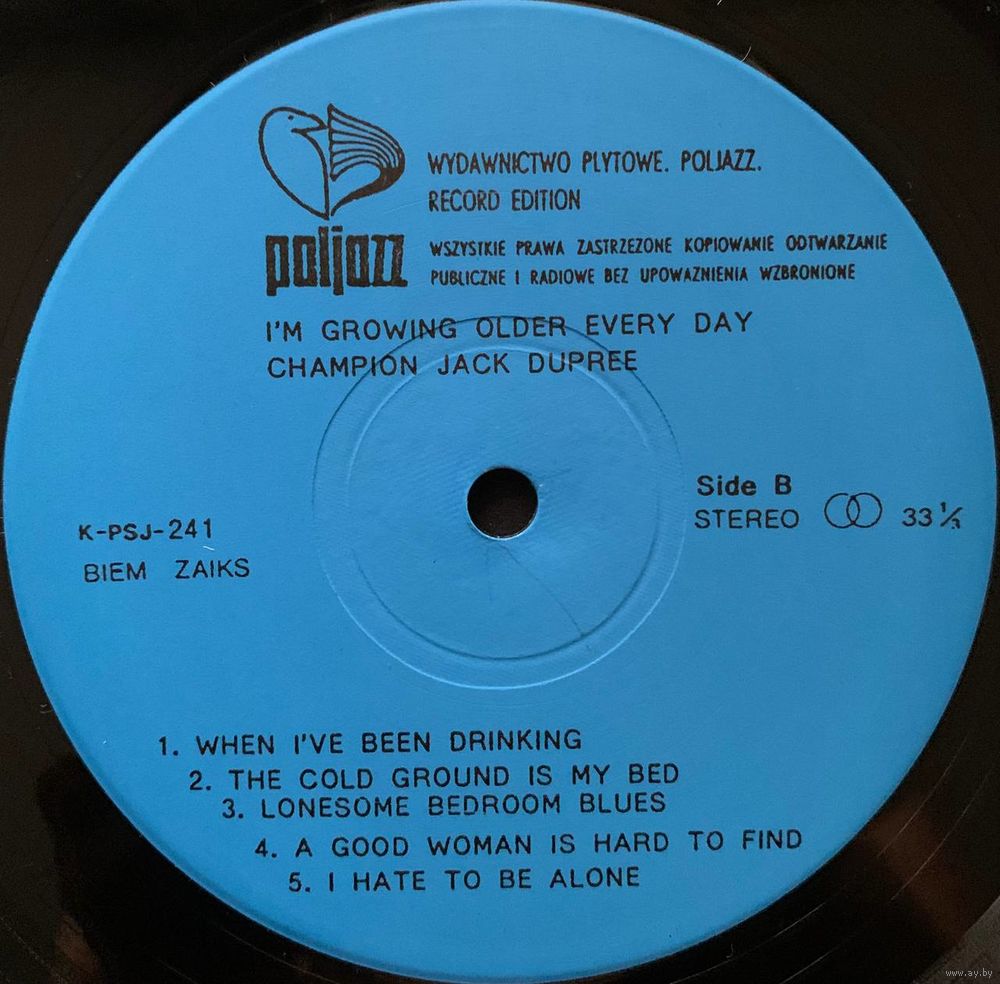 WYDAWNICTWO PLYTOWE. POLJAZZ.
RECORD EDITION
poljazz
WSZYSTKIE PRAWA ZASTRZEZONE KOPIOWANIE ODTWARZANIE
PUBLICZNE I RADIOWE BEZ UPOWAZNIENIA WZBRONIONE
I'M GROWING OLDER EVERY DAY
CHAMPION JACK DUPREE
Side B
STEREO 33 1/3
K-PSJ-241
BIEM ZAIKS
1. WHEN I'VE BEEN DRINKING
2. THE COLD GROUND IS MY BED
3. LONESOME BEDROOM BLUES
4. A GOOD WOMAN IS HARD TO FIND
5. I HATE TO BE ALONE
www.ay.by